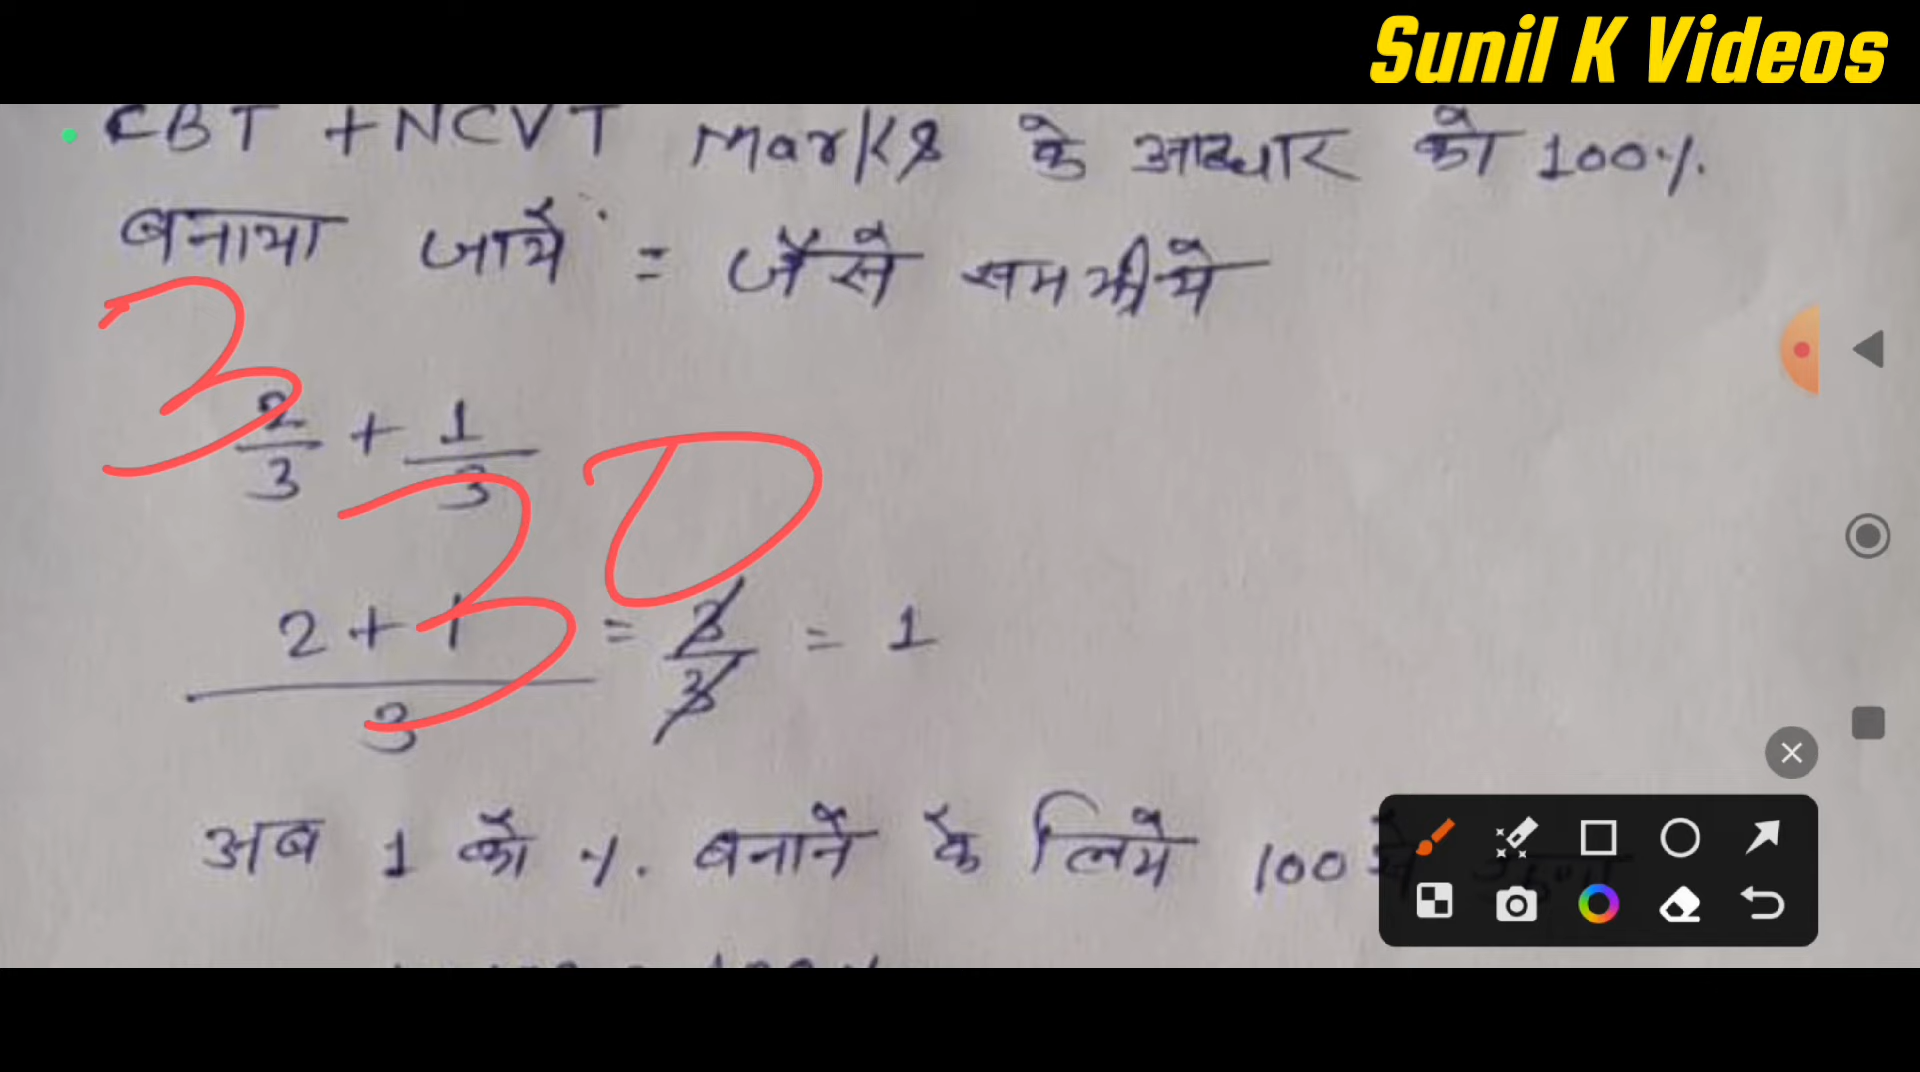 Sunil K Videos
CBT + NCVT Marks के आधार को 100%
बनाया जाये = जैसे समझीये
33D
2/3 + 1/3
2+1/3 = 3/3 = 1
अब 1 को %. बनाने के लिये 100 से